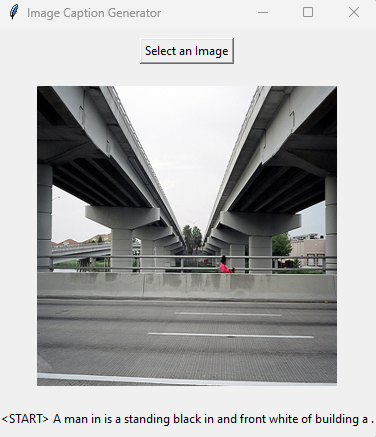 Image Caption Generator
Select an Image
<START> A man in is a standing black in and front white of building a .